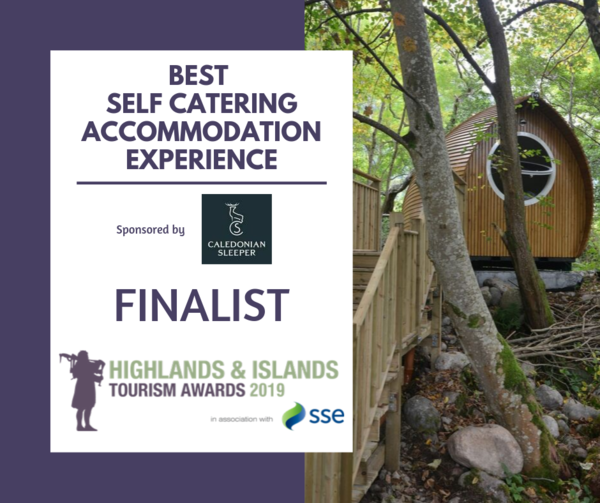 BEST
SELF CATERING
ACCOMMODATION
EXPERIENCE
Sponsored by
CALEDONIAN
SLEEPER
FINALIST
HIGHLANDS & ISLANDS
TOURISM AWARDS 2019
in association with sse